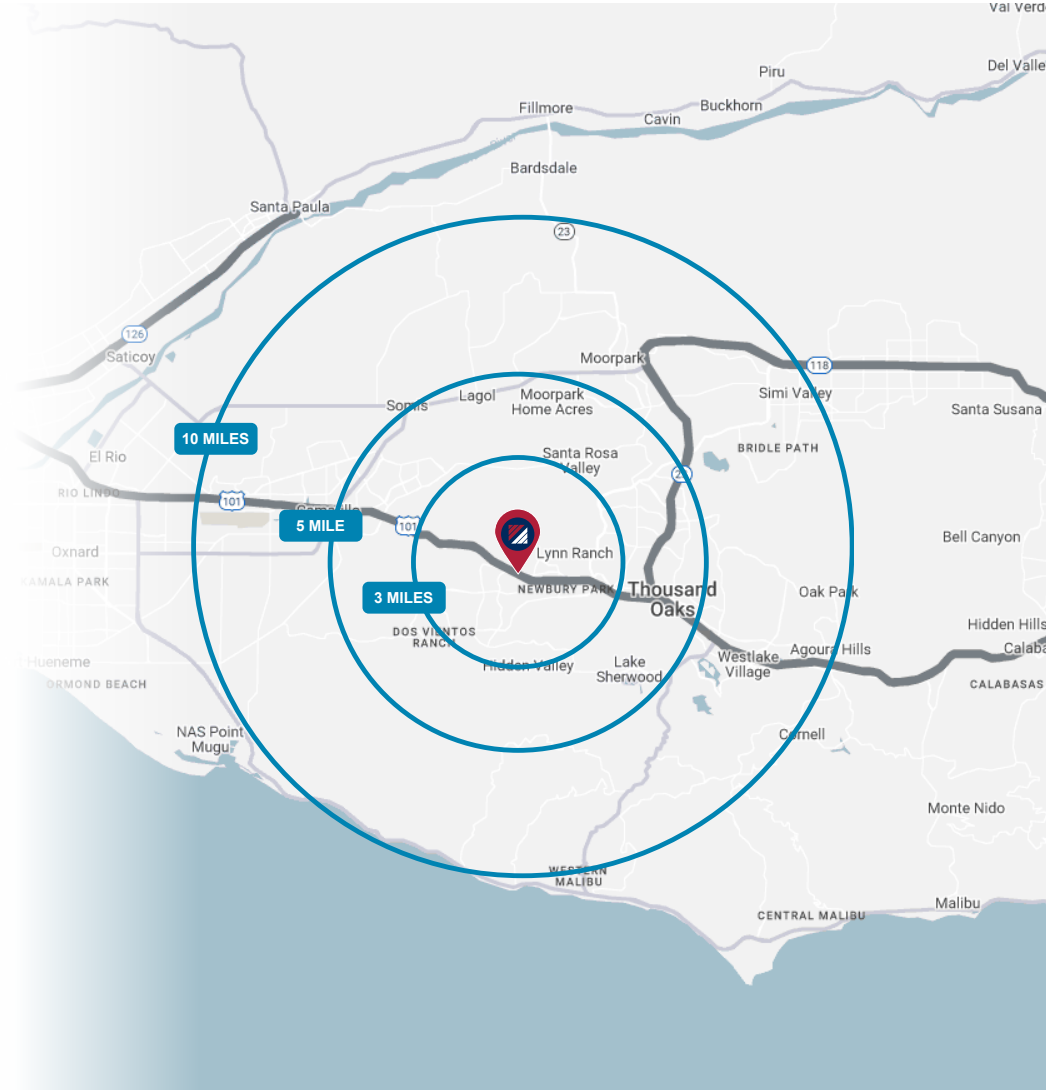 Val Verd
Piru
Del Valle
Fillmore
Buckhorn
Cavin
River
Bardsdale
Santa Paula
23
126
Saticoy
Moorpark
118
Simi Valley
Somis
Lagol
Moorpark
Home Acres
Santa Susana
10 MILES
BRIDLE PATH
El Rio
Santa Rosa
Valley
23
RIO LINDO
101
Camarillo
101
5 MILE
Bell Canyon
Oxnard
Lynn Ranch
KAMALA PARK
NEWBURY PARK
Thousand
Oaks
Oak Park
3 MILES
DOS VIENTOS
RANCH
Hidden Hills
Agoura Hills
Calaba
t Hueneme
Hidden Valley
Lake
Sherwood
Westlake
Village
ORMOND BEACH
CALABASAS
NAS Point
Mugu
Cornell
Monte Nido
WESTERN
MALIBU
Malibu
CENTRAL MALIBU